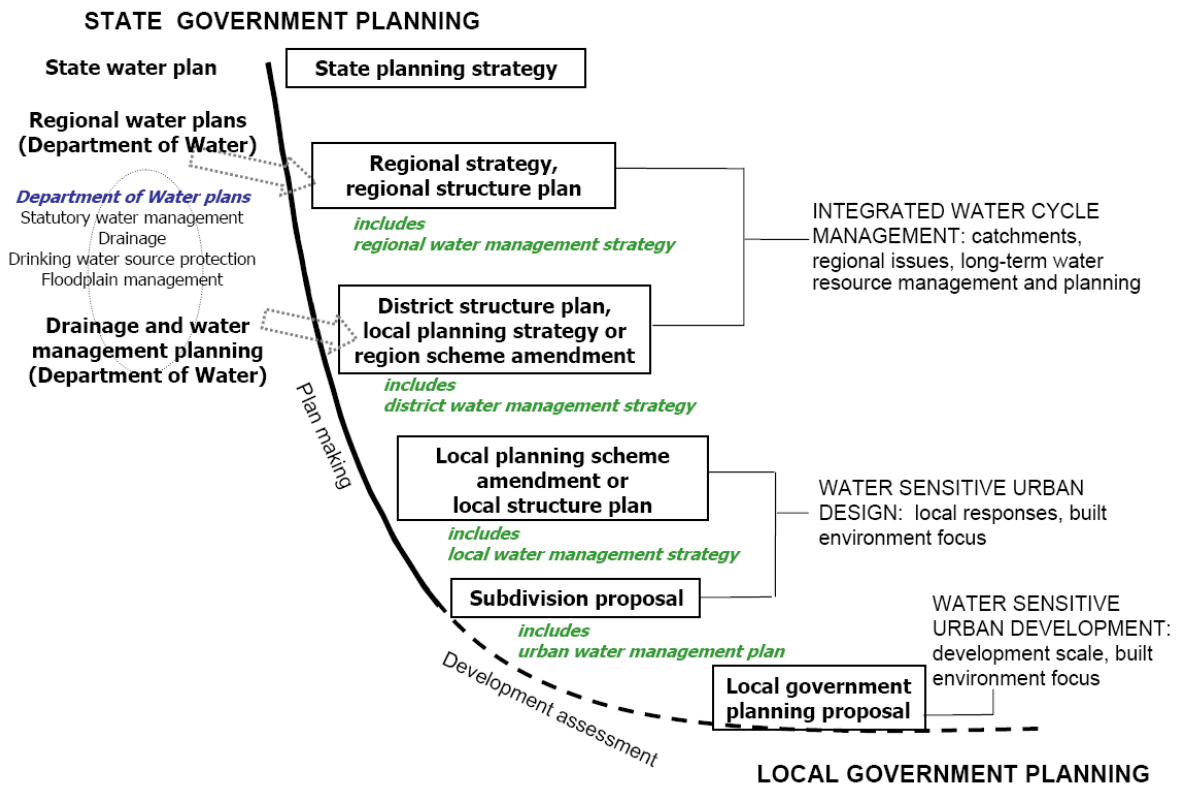 STATE GOVERNMENT PLANNING
State water plan
State planning strategy
Regional water plans
(Department of Water)
Regional strategy,
regional structure plan
includes
regional water management strategy
Department of Water plans
Statutory water management
Drainage
Drinking water source protection
Floodplain management
INTEGRATED WATER CYCLE
MANAGEMENT: catchments,
regional issues, long-term water
resource management and planning
Drainage and water
management planning
(Department of Water)
District structure plan,
local planning strategy or
region scheme amendment
includes
district water management strategy
Plan making
Local planning scheme
amendment or
local structure plan
includes
local water management strategy
WATER SENSITIVE URBAN
DESIGN: local responses, built
environment focus
Subdivision proposal
includes
urban water management plan
WATER SENSITIVE
URBAN DEVELOPMENT:
development scale, built
environment focus
Development assessment
Local government
planning proposal
LOCAL GOVERNMENT PLANNING